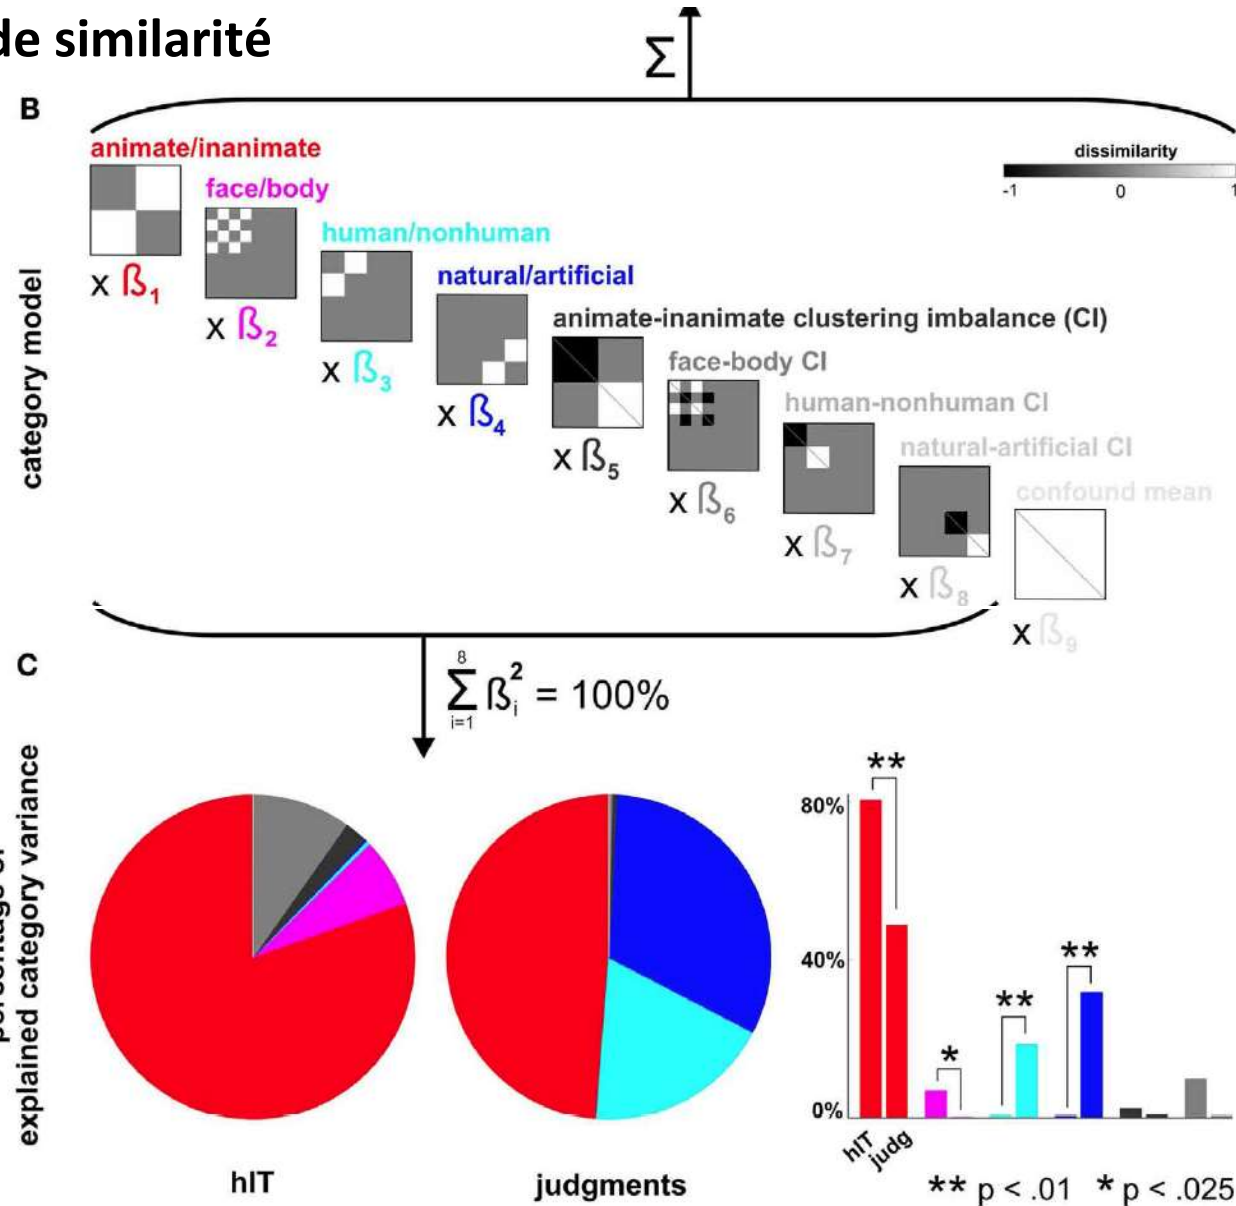 de similarité
Σ
B
animate/inanimate
dissimilarity
-1 0 1
face/body
human/nonhuman
natural/artificial
animate-inanimate clustering imbalance (CI)
face-body CI
human-nonhuman CI
natural-artificial CI
confound mean
x ß1
x ß2
x ß3
x ß4
x ß5
x ß6
x ß7
x ß8
x ß9
category model
C
8
Σ ß_i^2 = 100%
i=1
explained category variance
hIT
judgments
80%
40%
0%
**
*
**
**
hIT
judg
** p < .01 * p < .025